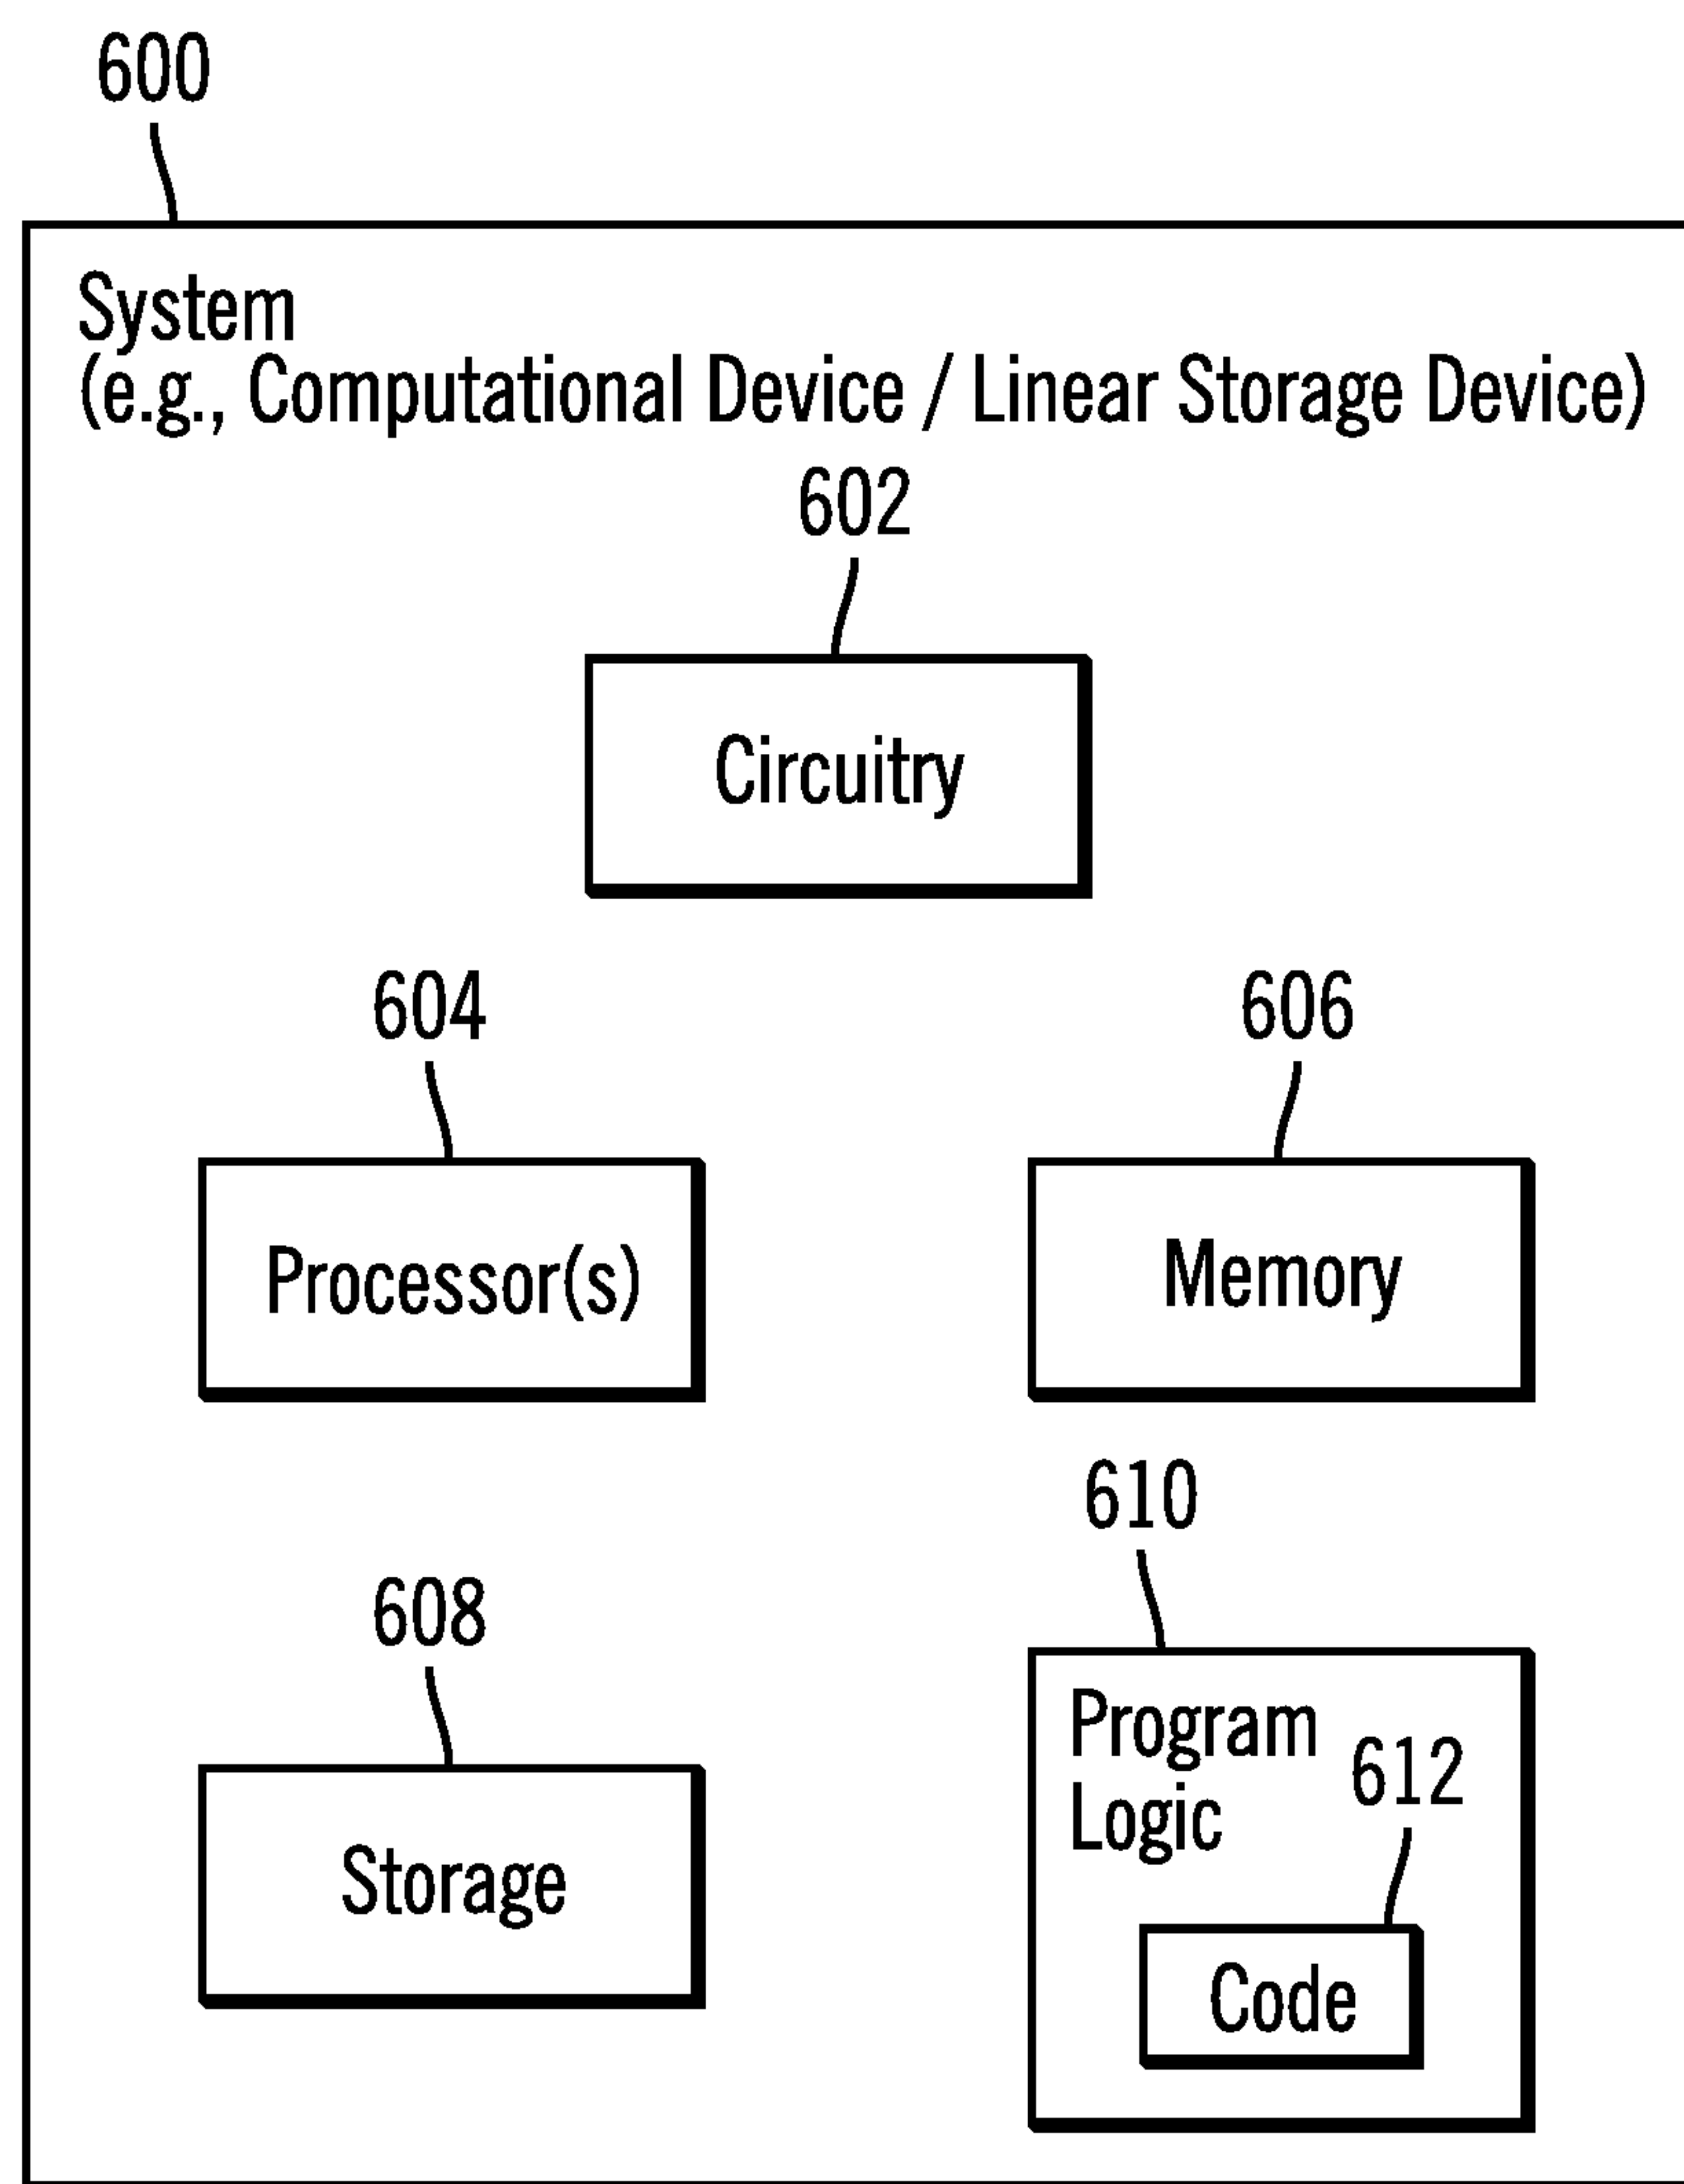 600
System
(e.g., Computational Device / Linear Storage Device)
602
Circuitry
604
606
Processor(s)
Memory
610
608
Program
Logic
612
Storage
Code